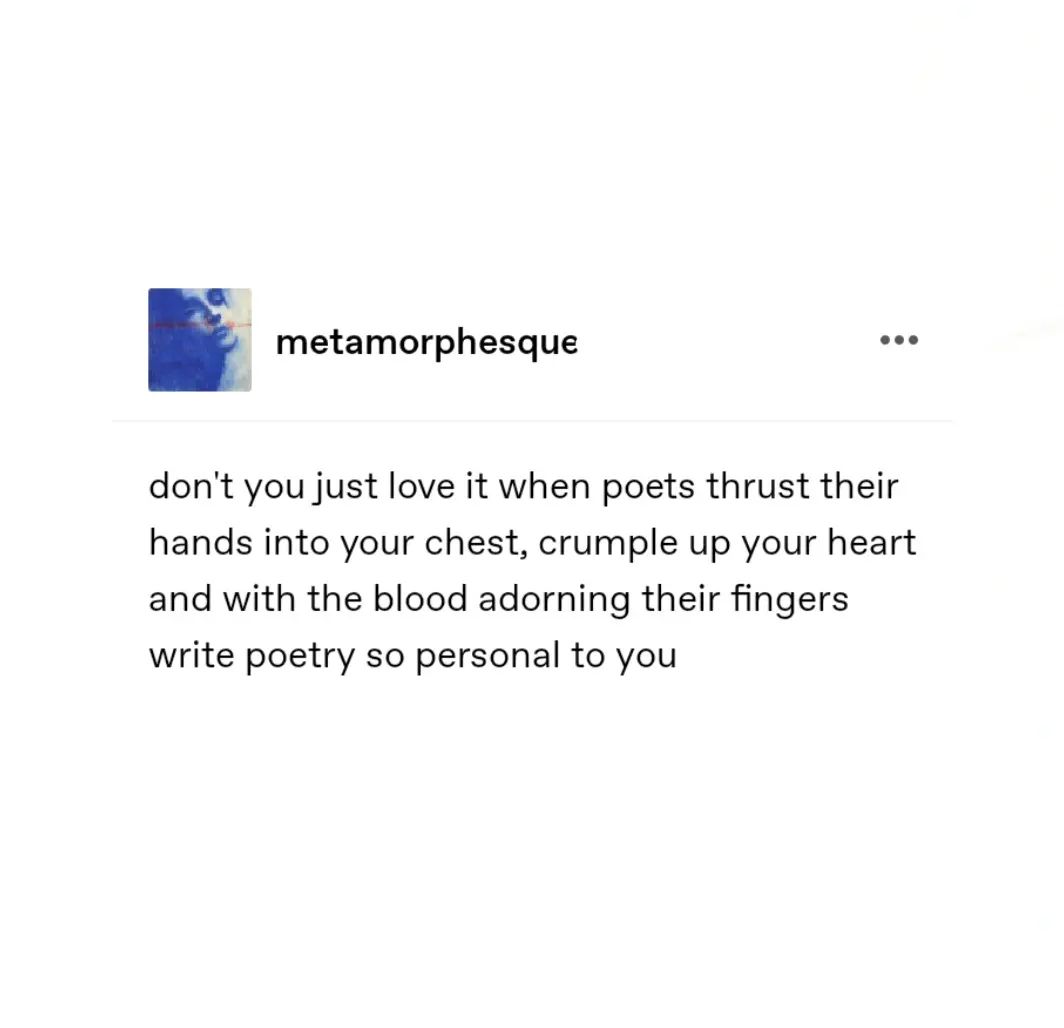 metamorphesque
don't you just love it when poets thrust their
hands into your chest, crumple up your heart
and with the blood adorning their fingers
write poetry so personal to you